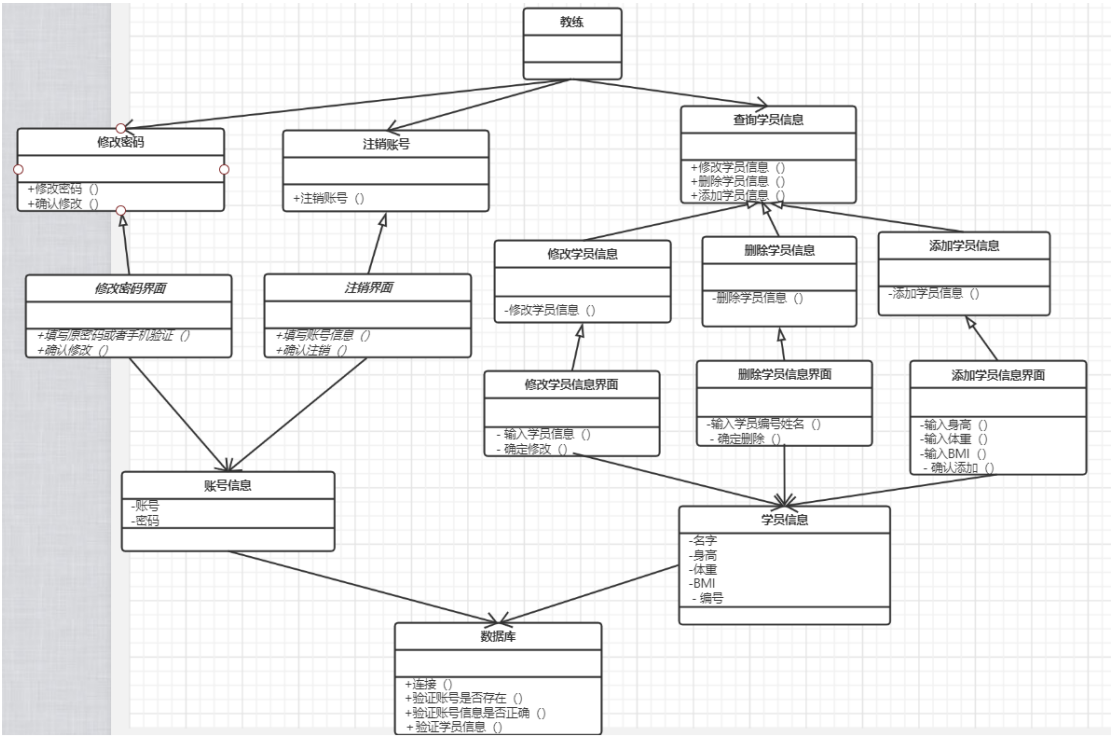 教练
修改密码
+修改密码（）
+确认修改（）
注销账号
+注销账号（）
查询学员信息
+修改学员信息（）
+删除学员信息（）
+添加学员信息（）
修改密码界面
+填写原密码或者手机验证（）
+确认修改（）
注销界面
+填写账号信息（）
+确认注销（）
修改学员信息
-修改学员信息（）
删除学员信息
-删除学员信息（）
添加学员信息
-添加学员信息（）
修改学员信息界面
- 输入学员信息（）
- 确定修改（）
删除学员信息界面
-输入学员编号姓名（）
- 确定删除（）
添加学员信息界面
-输入身高（）
-输入体重（）
-输入BMI（）
- 确认添加（）
账号信息
-账号
-密码
学员信息
-名字
-身高
-体重
-BMI
- 编号
数据库
+连接（）
+验证账号是否存在（）
+验证账号信息是否正确（）
+验证学员信息（）